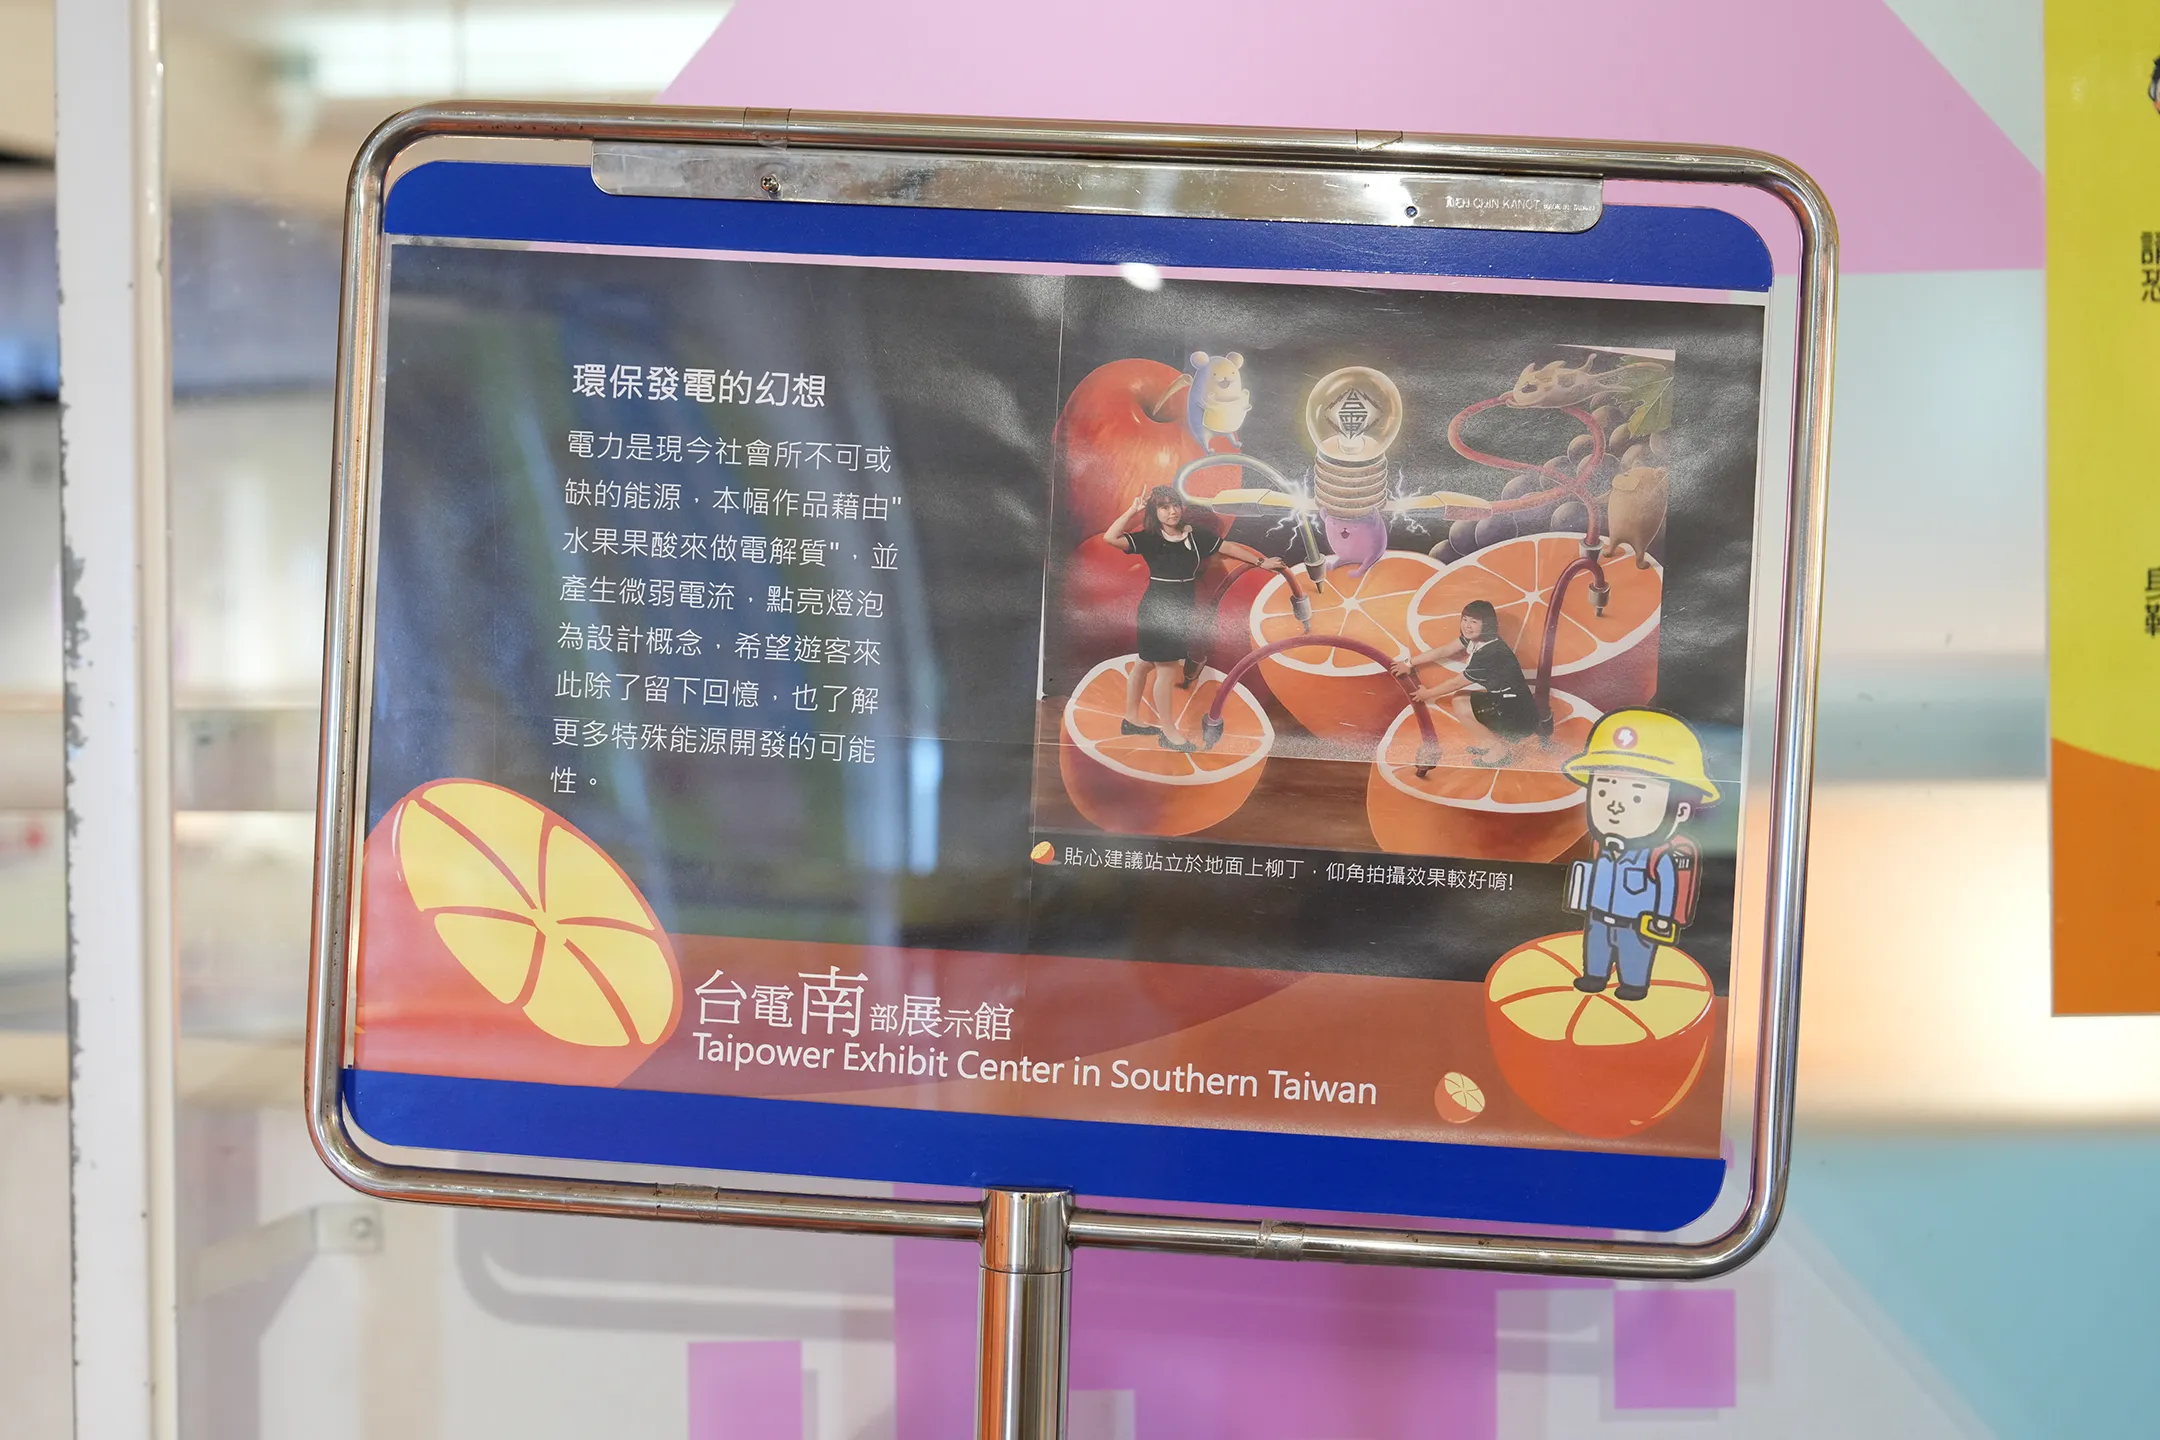 環保發電的幻想
電力是現今社會所不可或
缺的能源，本幅作品藉由"
水果果酸來做電解質"，並
產生微弱電流，點亮燈泡
為設計概念，希望遊客來
此除了留下回憶，也了解
更多特殊能源開發的可能
性。
貼心建議站立於地面上柳丁，仰角拍攝效果較好唷!
台電南部展示館
Taipower Exhibit Center in Southern Taiwan